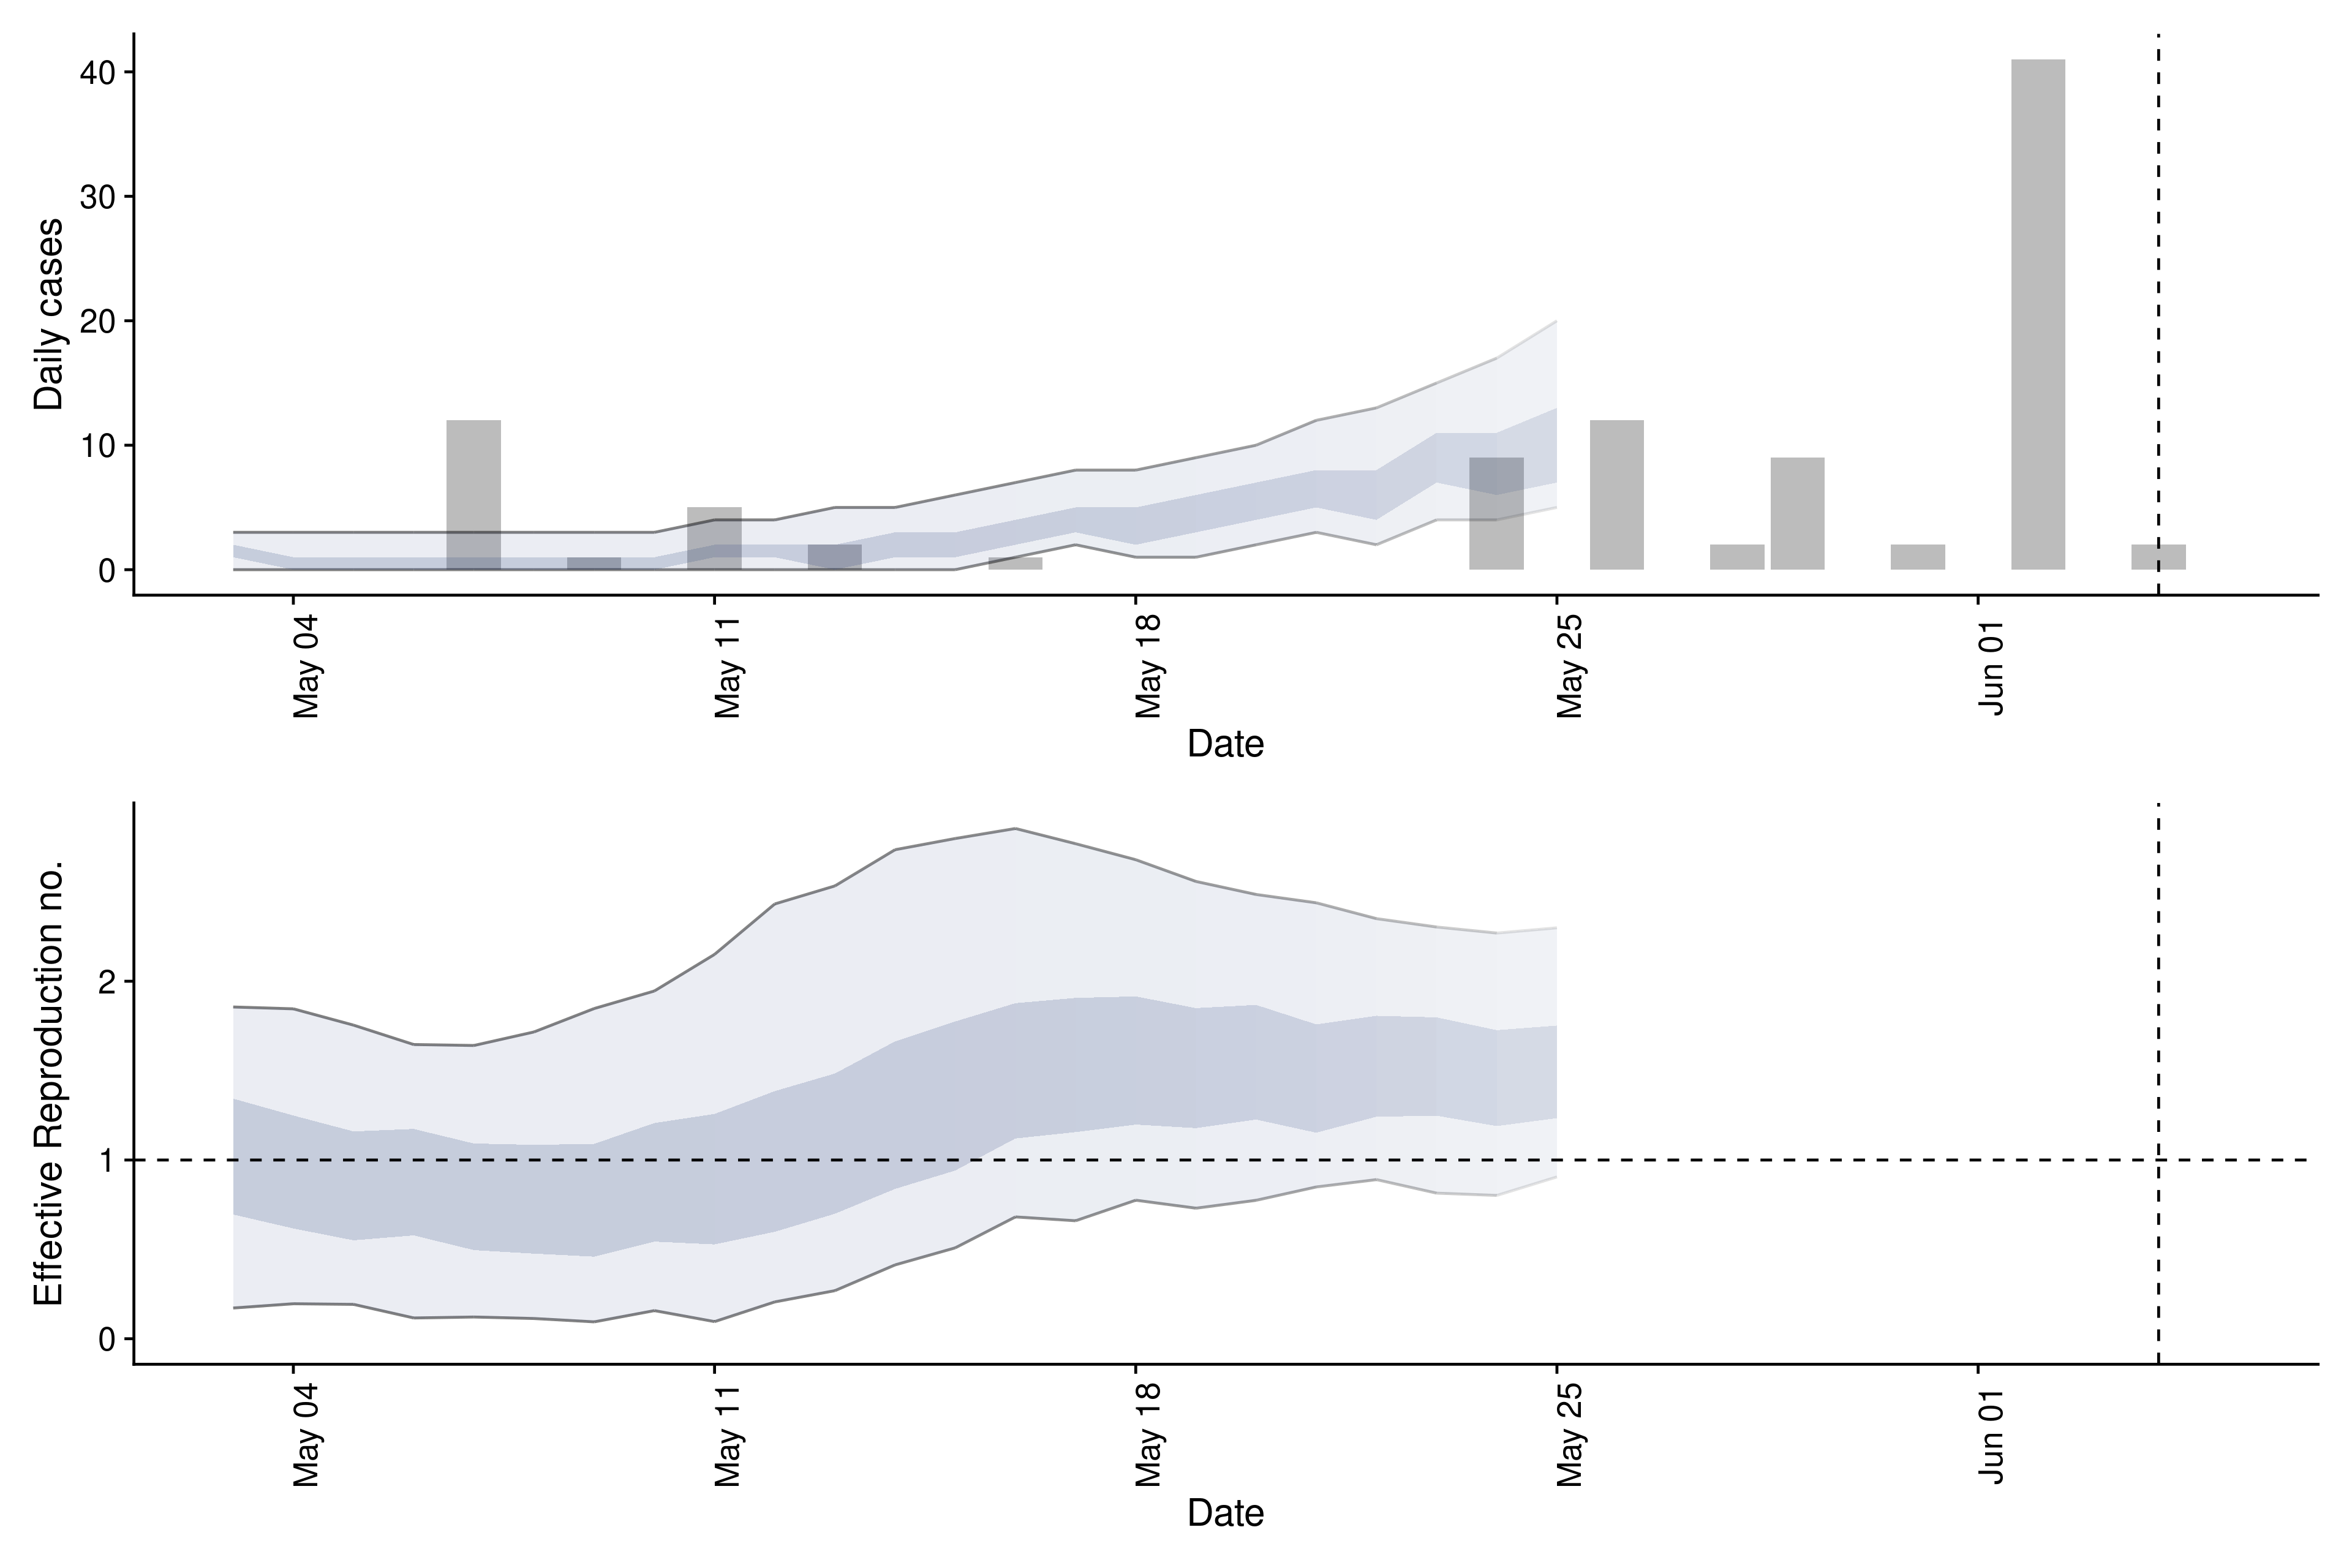 Daily cases
40
30
20
10
0
May 04
May 11
May 18
May 25
Jun 01
Date
Effective Reproduction no.
2
1
0
May 04
May 11
May 18
May 25
Jun 01
Date